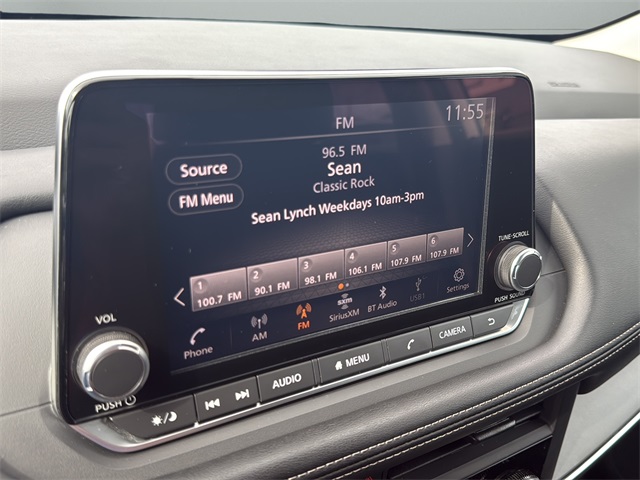 11:55
FM
96.5 FM
Source
Sean
Classic Rock
FM Menu
Sean Lynch Weekdays 10am-3pm
1 2 3 4 5 6
100.7 FM 90.1 FM 98.1 FM 106.1 FM 107.9 FM 107.9 FM
Phone AM FM SiriusXM BT Audio USB1 Settings
sxm
TUNE·SCROLL
PUSH SOUND
VOL
PUSH
AUDIO MENU CAMERA